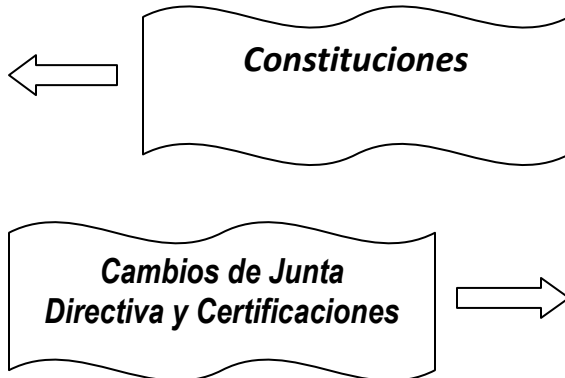 Constituciones
Cambios de Junta
Directiva y Certificaciones